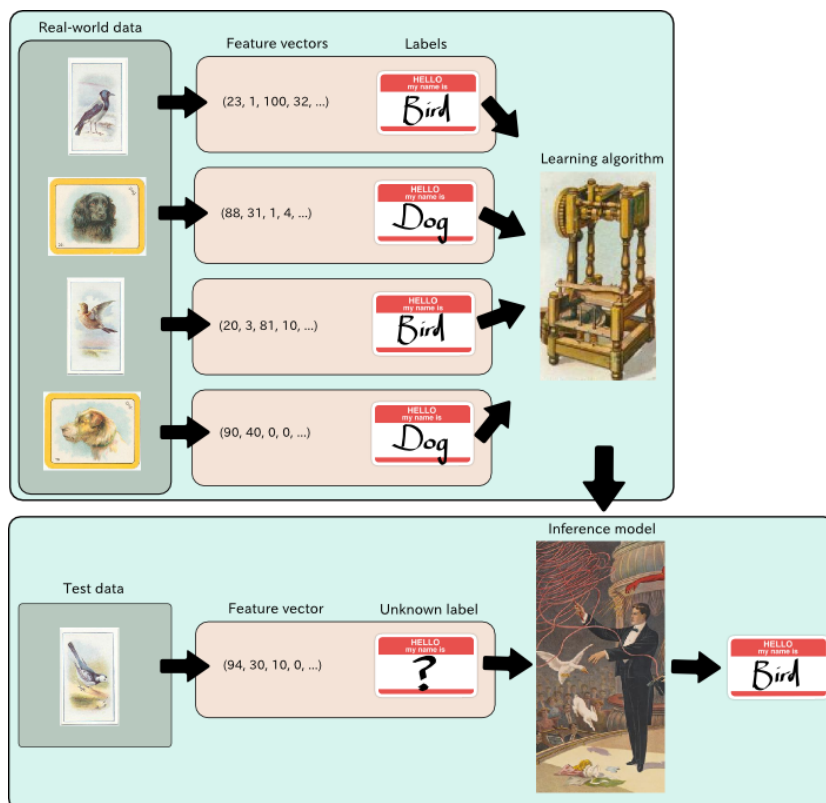 Real-world data
Feature vectors
Labels
(23, 1, 100, 32, ...)
HELLO
my name is
Bird
Learning algorithm
(88, 31, 1, 4, ...)
HELLO
my name is
Dog
(20, 3, 81, 10, ...)
HELLO
my name is
Bird
(90, 40, 0, 0, ...)
HELLO
my name is
Dog
Inference model
Test data
Feature vector
Unknown label
(94, 30, 10, 0, ...)
HELLO
my name is
?
HELLO
my name is
Bird